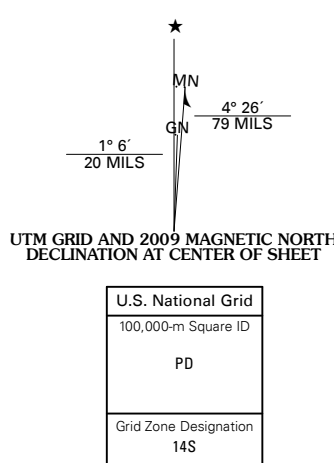 ★
MN
4° 26´
79 MILS
GN
1° 6´
20 MILS
UTM GRID AND 2009 MAGNETIC NORTH
DECLINATION AT CENTER OF SHEET
U.S. National Grid
100,000-m Square ID
PD
Grid Zone Designation
14S